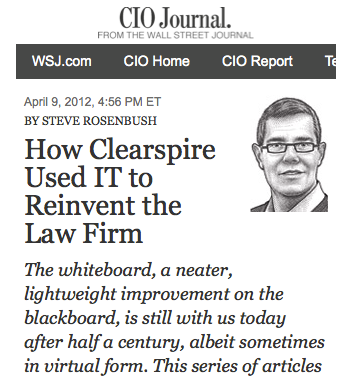 CIO Journal.
FROM THE WALL STREET JOURNAL
WSJ.com CIO Home CIO Report Te
April 9, 2012, 4:56 PM ET
BY STEVE ROSENBUSH
How Clearspire
Used IT to
Reinvent the
Law Firm
The whiteboard, a neater,
lightweight improvement on the
blackboard, is still with us today
after half a century, albeit sometimes
in virtual form. This series of articles